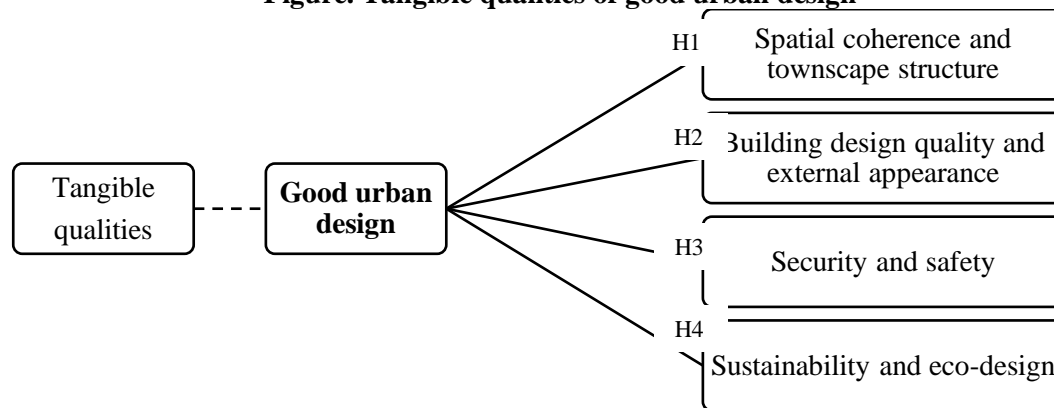 Figure. Tangible qualities of good urban design
H1
Spatial coherence and
townscape structure
H2
Building design quality and
external appearance
Tangible
qualities
Good urban
design
H3
Security and safety
H4
Sustainability and eco-design